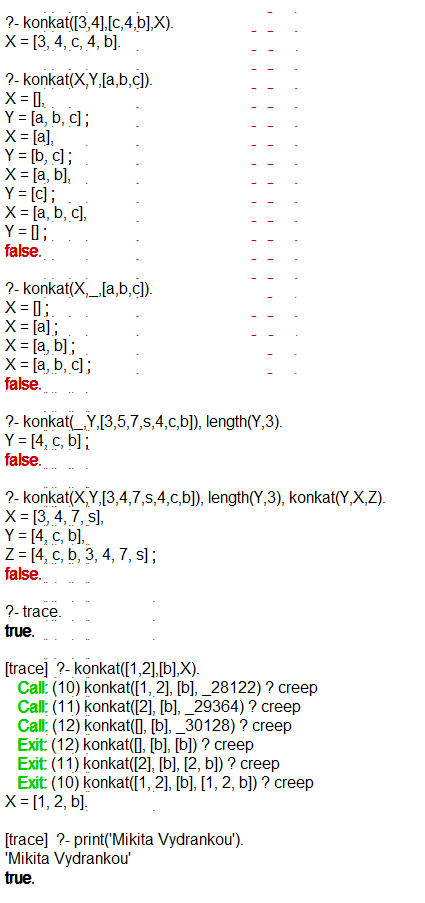 ?- konkat([3,4],[c,4,b],X).
X = [3, 4, c, 4, b].
?- konkat(X,Y,[a,b,c]).
X = [],
Y = [a, b, c] ;
X = [a],
Y = [b, c] ;
X = [a, b],
Y = [c] ;
X = [a, b, c],
Y = [] ;
false.
?- konkat(X,_,[a,b,c]).
X = [] ;
X = [a] ;
X = [a, b] ;
X = [a, b, c] ;
false.
?- konkat(_,Y,[3,5,7,s,4,c,b]), length(Y,3).
Y = [4, c, b] ;
false.
?- konkat(X,Y,[3,4,7,s,4,c,b]), length(Y,3), konkat(Y,X,Z).
X = [3, 4, 7, s],
Y = [4, c, b],
Z = [4, c, b, 3, 4, 7, s] ;
false.
?- trace.
true.
[trace]  ?- konkat([1,2],[b],X).
Call: (10) konkat([1, 2], [b], _28122) ? creep
Call: (11) konkat([2], [b], _29364) ? creep
Call: (12) konkat([], [b], _30128) ? creep
Exit: (12) konkat([], [b], [b]) ? creep
Exit: (11) konkat([2], [b], [2, b]) ? creep
Exit: (10) konkat([1, 2], [b], [1, 2, b]) ? creep
X = [1, 2, b].
[trace]  ?- print('Mikita Vydrankou').
'Mikita Vydrankou'
true.